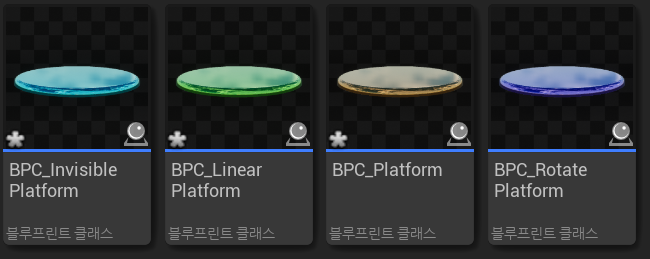 BPC_Invisible
Platform
블루프린트 클래스
BPC_Linear
Platform
블루프린트 클래스
BPC_Platform
블루프린트 클래스
BPC_Rotate
Platform
블루프린트 클래스